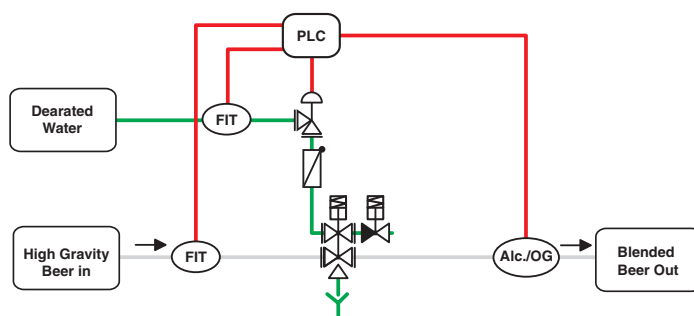 PLC
Dearated
Water
FIT
High Gravity
Beer in
FIT
Alc./OG
Blended
Beer Out